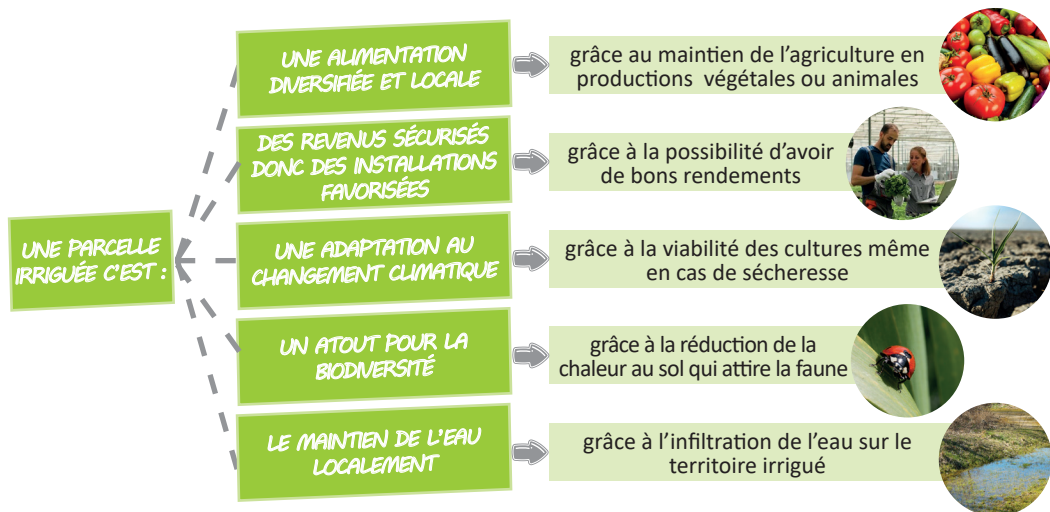 UNE PARCELLE
IRRIGUÉE C'EST :
UNE ALIMENTATION
DIVERSIFIÉE ET LOCALE
grâce au maintien de l'agriculture en
productions végétales ou animales
DES REVENUS SÉCURISÉS
DONC DES INSTALLATIONS
FAVORISÉES
grâce à la possibilité d'avoir
de bons rendements
UNE ADAPTATION AU
CHANGEMENT CLIMATIQUE
grâce à la viabilité des cultures même
en cas de sécheresse
UN ATOUT POUR LA
BIODIVERSITÉ
grâce à la réduction de la
chaleur au sol qui attire la faune
LE MAINTIEN DE L'EAU
LOCALEMENT
grâce à l'infiltration de l'eau sur le
territoire irrigué